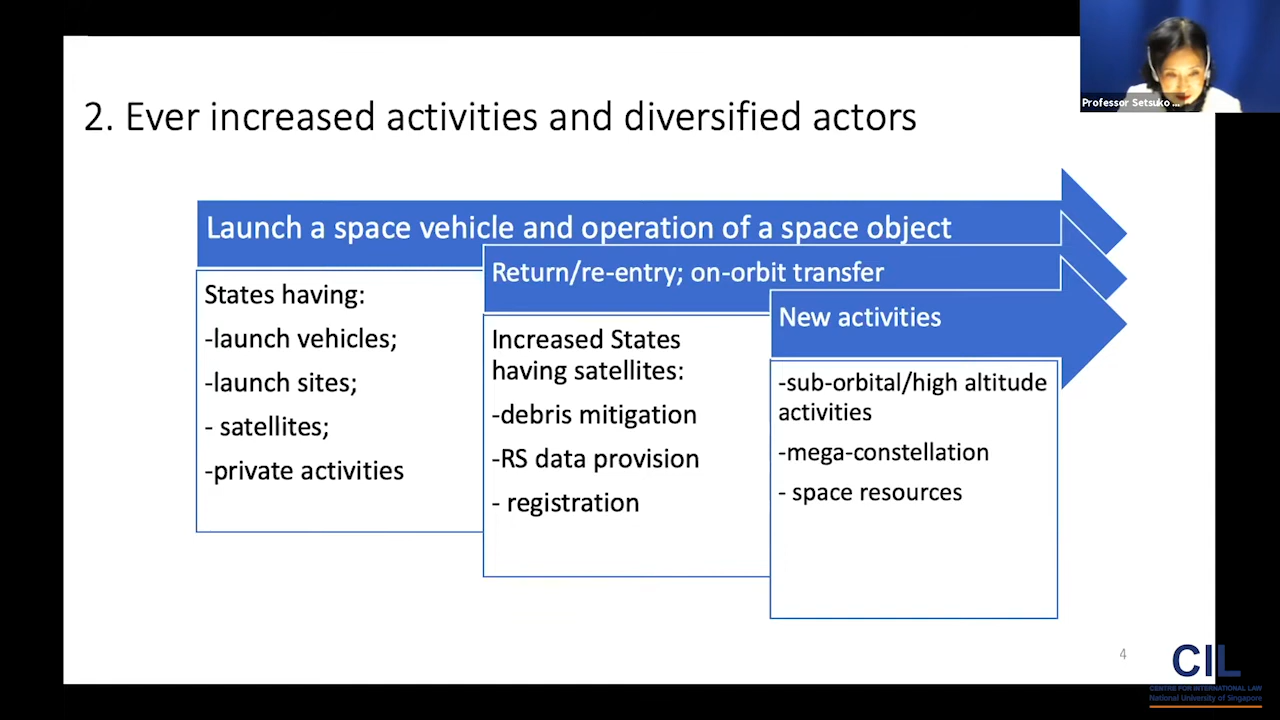 Professor Setsuko ...
2. Ever increased activities and diversified actors
Launch a space vehicle and operation of a space object
States having:
-launch vehicles;
-launch sites;
- satellites;
-private activities
Return/re-entry; on-orbit transfer
Increased States
having satellites:
-debris mitigation
-RS data provision
- registration
New activities
-sub-orbital/high altitude
activities
-mega-constellation
- space resources
4
CIL
CENTRE FOR INTERNATIONAL LAW
National University of Singapore